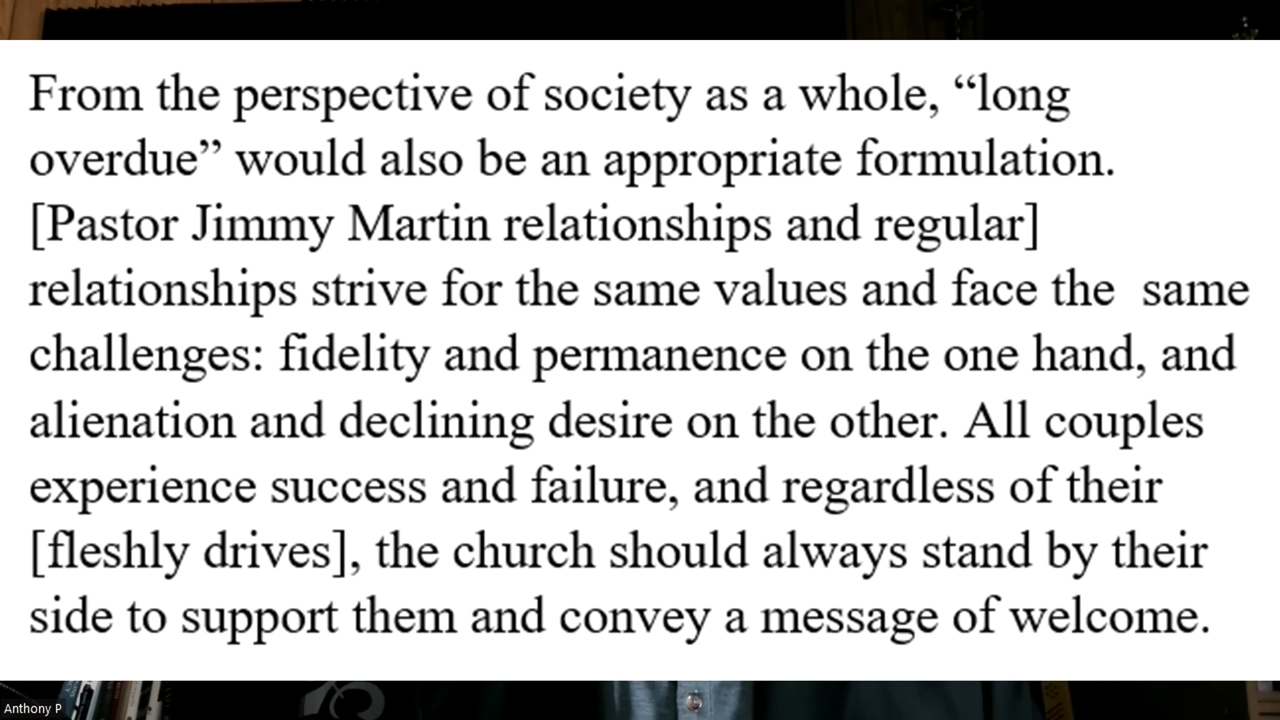 From the perspective of society as a whole, “long
overdue” would also be an appropriate formulation.
[Pastor Jimmy Martin relationships and regular]
relationships strive for the same values and face the  same
challenges: fidelity and permanence on the one hand, and
alienation and declining desire on the other. All couples
experience success and failure, and regardless of their
[fleshly drives], the church should always stand by their
side to support them and convey a message of welcome.
Anthony P